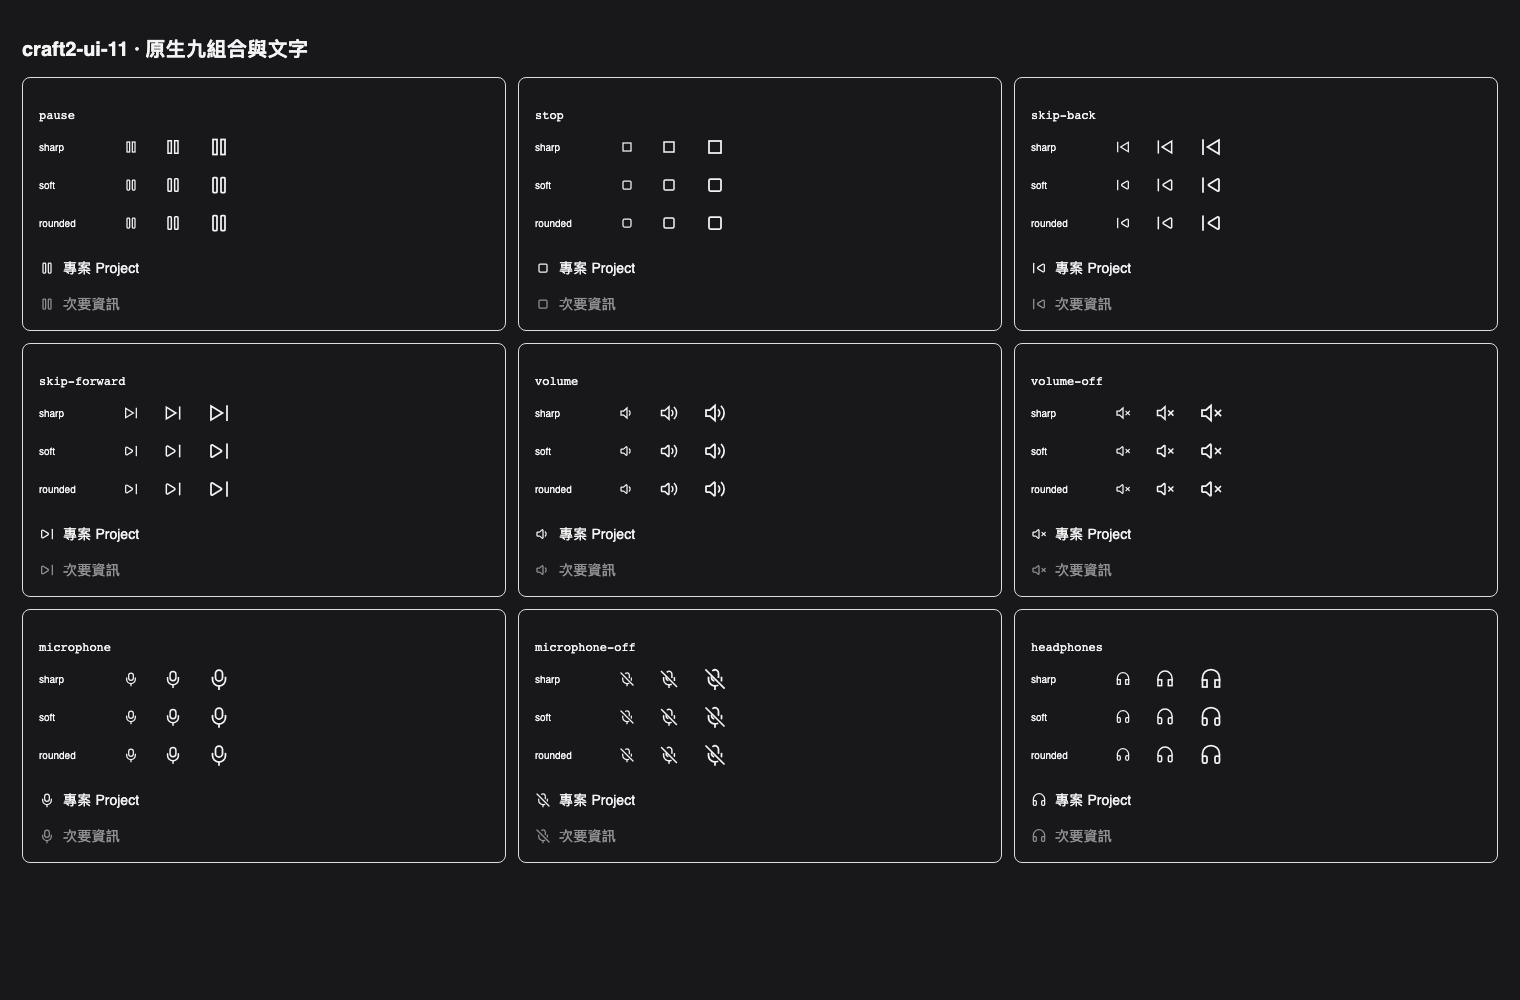 craft2-ui-11 · 原生九組合與文字
pause
sharp
soft
rounded
專案 Project
次要資訊
stop
sharp
soft
rounded
專案 Project
次要資訊
skip-back
sharp
soft
rounded
專案 Project
次要資訊
skip-forward
sharp
soft
rounded
專案 Project
次要資訊
volume
sharp
soft
rounded
專案 Project
次要資訊
volume-off
sharp
soft
rounded
專案 Project
次要資訊
microphone
sharp
soft
rounded
專案 Project
次要資訊
microphone-off
sharp
soft
rounded
專案 Project
次要資訊
headphones
sharp
soft
rounded
專案 Project
次要資訊